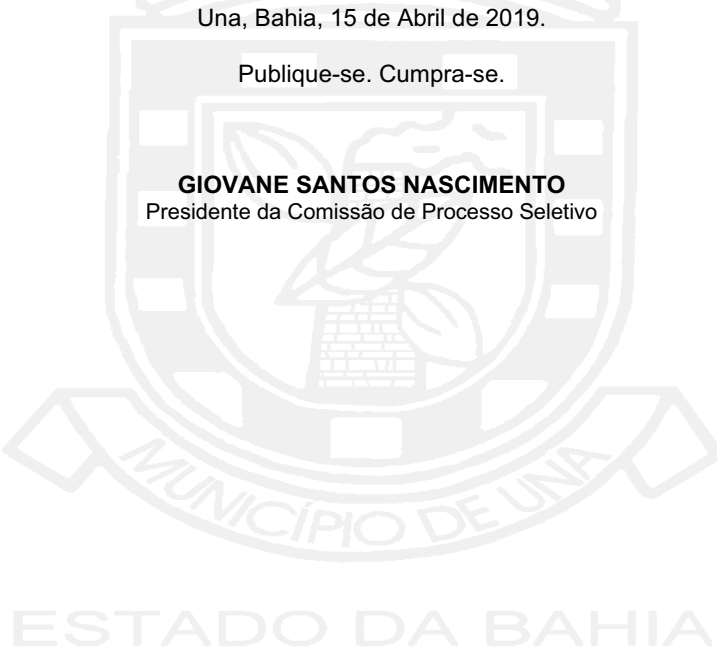 Una, Bahia, 15 de Abril de 2019.
Publique-se. Cumpra-se.
GIOVANE SANTOS NASCIMENTO
Presidente da Comissão de Processo Seletivo
MUNICÍPIO DE UNA
ESTADO DA BAHIA